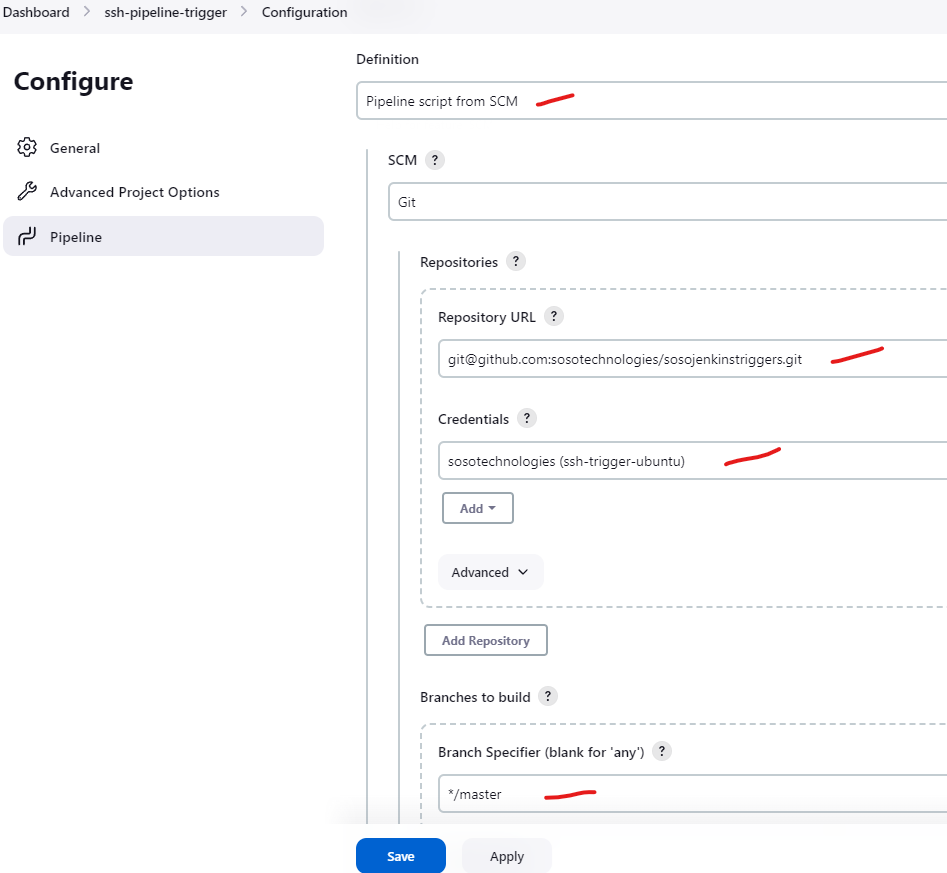 Dashboard > ssh-pipeline-trigger > Configuration
Configure
General
Advanced Project Options
Pipeline
Definition
Pipeline script from SCM
SCM ?
Git
Repositories ?
Repository URL ?
git@github.com:sosotechnologies/sosojenkinstriggers.git
Credentials ?
sosotechnologies (ssh-trigger-ubuntu)
Add
Advanced
Add Repository
Branches to build ?
Branch Specifier (blank for 'any') ?
*/master
Save Apply